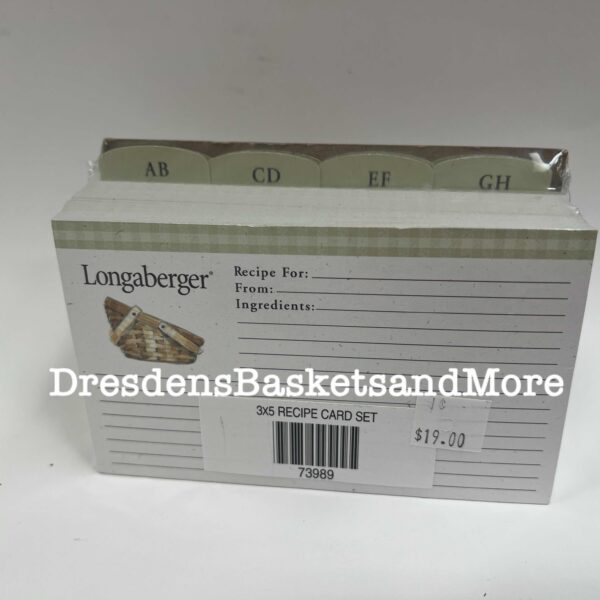 AB CD EF GH
Longaberger®
Recipe For:
From:
Ingredients:
DresdensBasketsandMore
3X5 RECIPE CARD SET
$19.00
73989